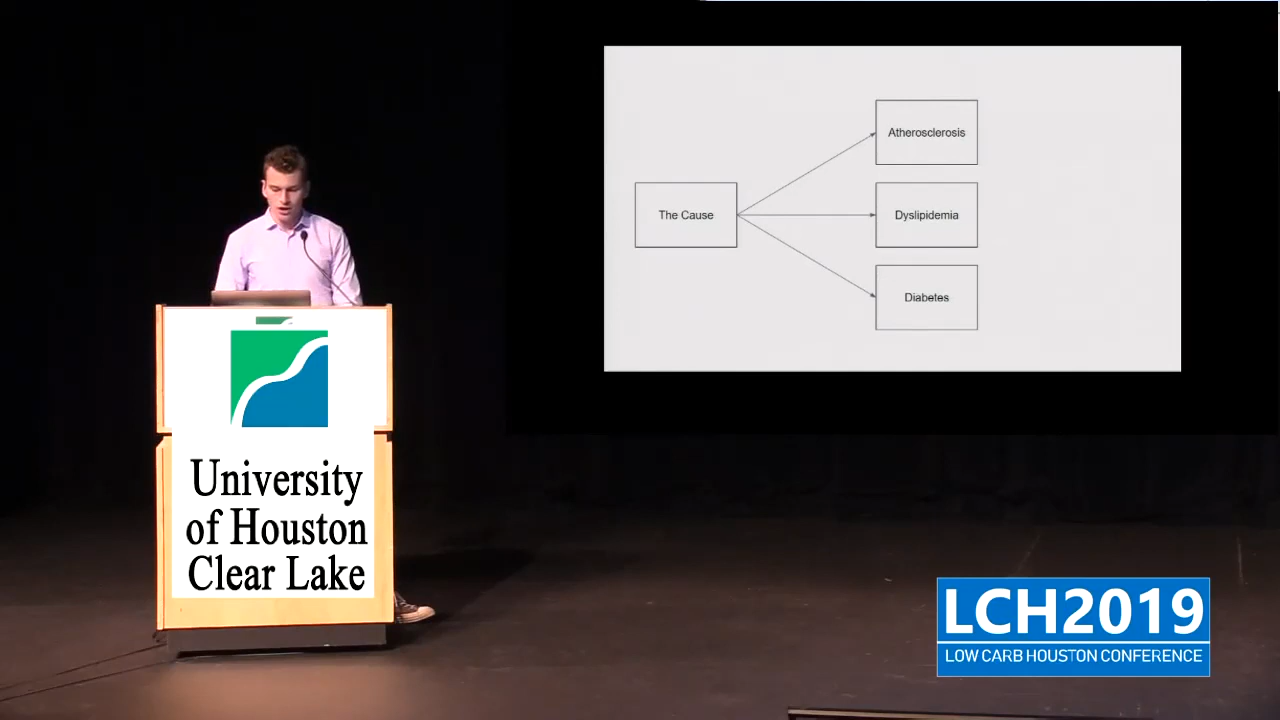 Atherosclerosis
The Cause
Dyslipidemia
Diabetes
University
of Houston
Clear Lake
LCH2019
LOW CARB HOUSTON CONFERENCE